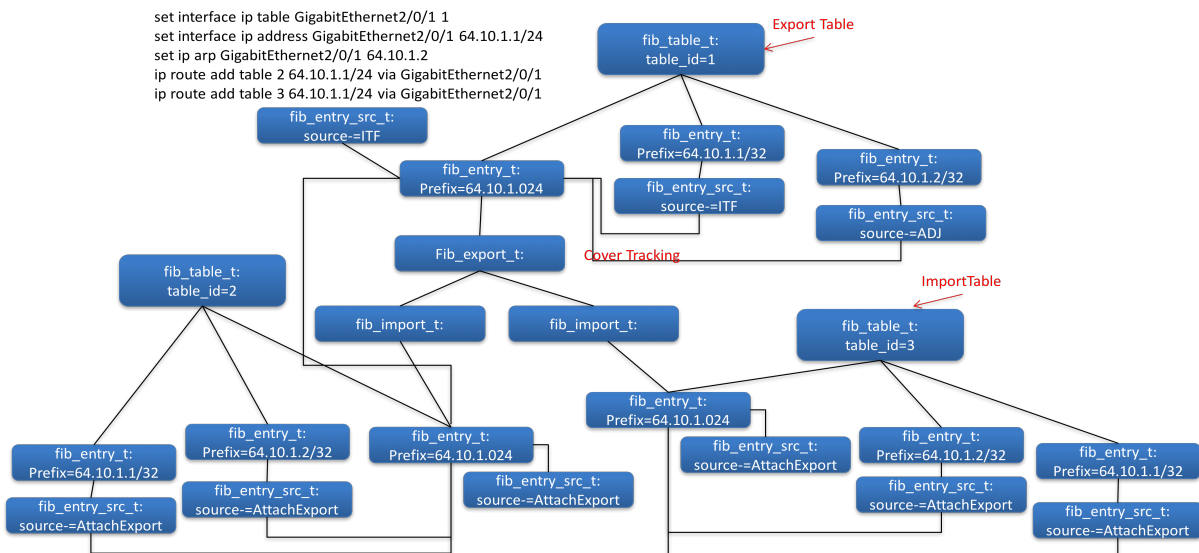 set interface ip table GigabitEthernet2/0/1 1
set interface ip address GigabitEthernet2/0/1 64.10.1.1/24
set ip arp GigabitEthernet2/0/1 64.10.1.2
ip route add table 2 64.10.1.1/24 via GigabitEthernet2/0/1
ip route add table 3 64.10.1.1/24 via GigabitEthernet2/0/1
Export Table
fib_table_t:
table_id=1
fib_entry_src_t:
source-=ITF
fib_entry_t:
Prefix=64.10.1.1/32
fib_entry_t:
Prefix=64.10.1.2/32
fib_entry_t:
Prefix=64.10.1.024
fib_entry_src_t:
source-=ITF
fib_entry_src_t:
source-=ADJ
Fib_export_t:
Cover Tracking
fib_table_t:
table_id=2
ImportTable
fib_import_t:
fib_import_t:
fib_table_t:
table_id=3
fib_entry_t:
Prefix=64.10.1.024
fib_entry_t:
Prefix=64.10.1.1/32
fib_entry_t:
Prefix=64.10.1.2/32
fib_entry_t:
Prefix=64.10.1.024
fib_entry_src_t:
source-=AttachExport
fib_entry_t:
Prefix=64.10.1.2/32
fib_entry_t:
Prefix=64.10.1.1/32
fib_entry_src_t:
source-=AttachExport
fib_entry_src_t:
source-=AttachExport
fib_entry_src_t:
source-=AttachExport
fib_entry_src_t:
source-=AttachExport
fib_entry_src_t:
source-=AttachExport